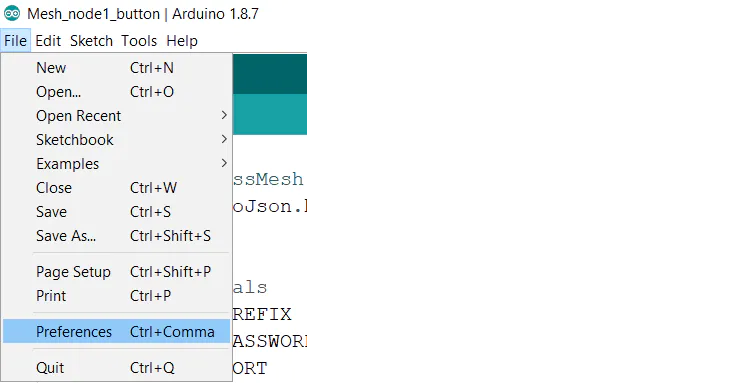 Mesh_node1_button | Arduino 1.8.7
File Edit Sketch Tools Help
New Ctrl+N
Open... Ctrl+O
Open Recent
Sketchbook
Examples
Close Ctrl+W
Save Ctrl+S
Save As... Ctrl+Shift+S
Page Setup Ctrl+Shift+P
Print Ctrl+P
Preferences Ctrl+Comma
Quit Ctrl+Q
ssMesh
oJson.
als
REFIX
ASSWOR
ORT